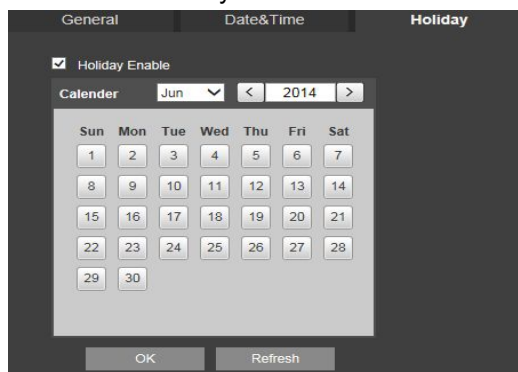 General Date&Time Holiday
Holiday Enable
Calender Jun < 2014 >
Sun Mon Tue Wed Thu Fri Sat
1 2 3 4 5 6 7
8 9 10 11 12 13 14
15 16 17 18 19 20 21
22 23 24 25 26 27 28
29 30
OK Refresh